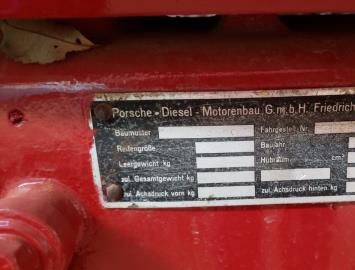 Porsche - Diesel - Motorenbau G.m.b.H. Friedrich
Baumuster Fahrgestell. Nr.
Reifengröße Baujahr
Leergewicht kg Hubraum cm³
zul. Gesamtgewicht kg
zul. Achsdruck vorn kg zul. Achsdruck hinten kg